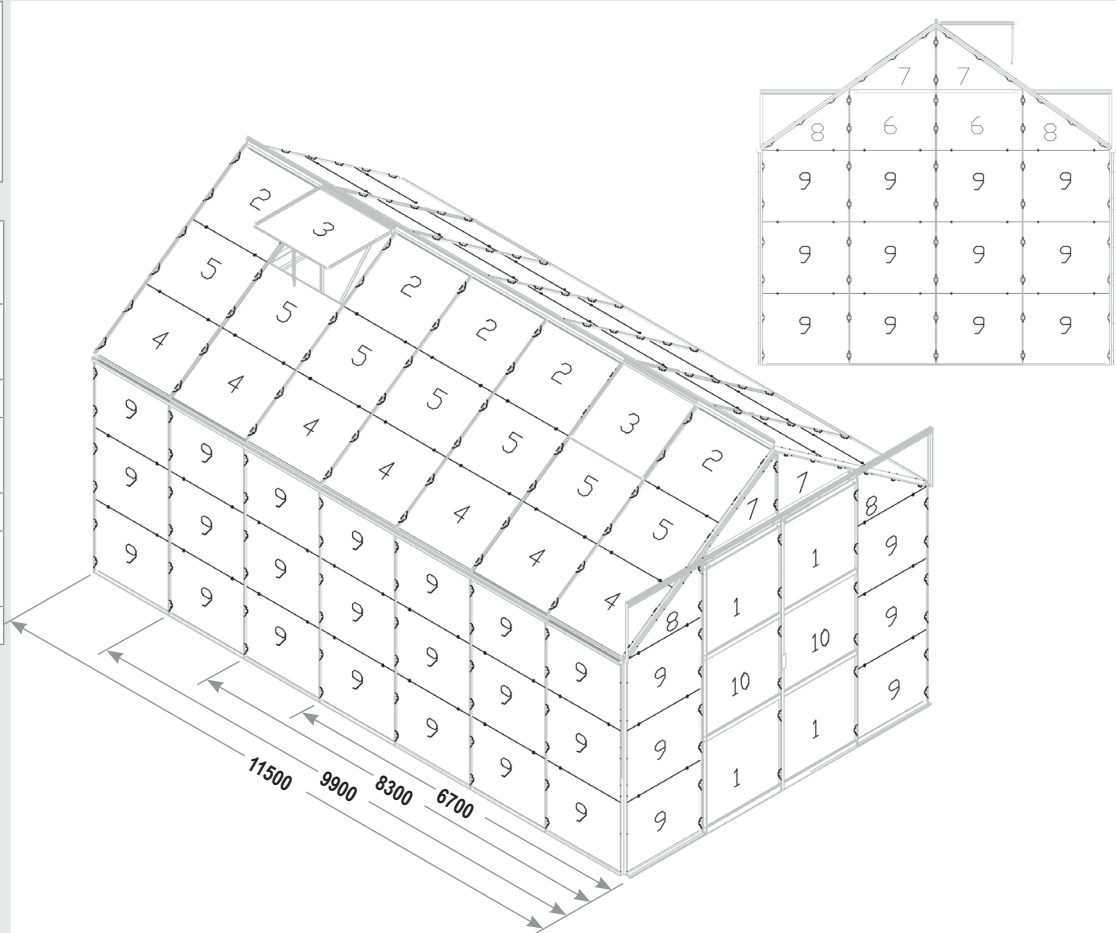 7 7
8 6 6 8
9 9 9 9
9 9 9 9
9 9 9 9
2 3
5 5 2 2 2 3 2
4 4 5 5 5 5 5
4 4 4 4 4
7 7 8
8 1 1 9
9 10 10 9
9 1 1 9
9
9 9 9 9 9 9 9
9 9 9 9 9 9 9
9 9 9 9 9 9 9
11500 9900 8300 6700